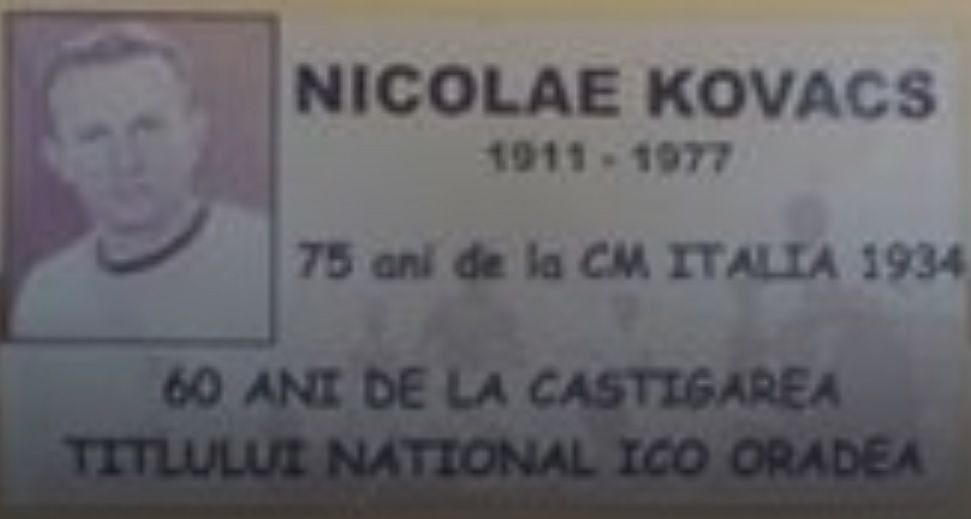 NICOLAE KOVACS
1911 - 1977
75 ani de la CM ITALIA 1934
60 ANI DE LA CASTIGAREA
TITLULUI NATIONAL ICO ORADEA